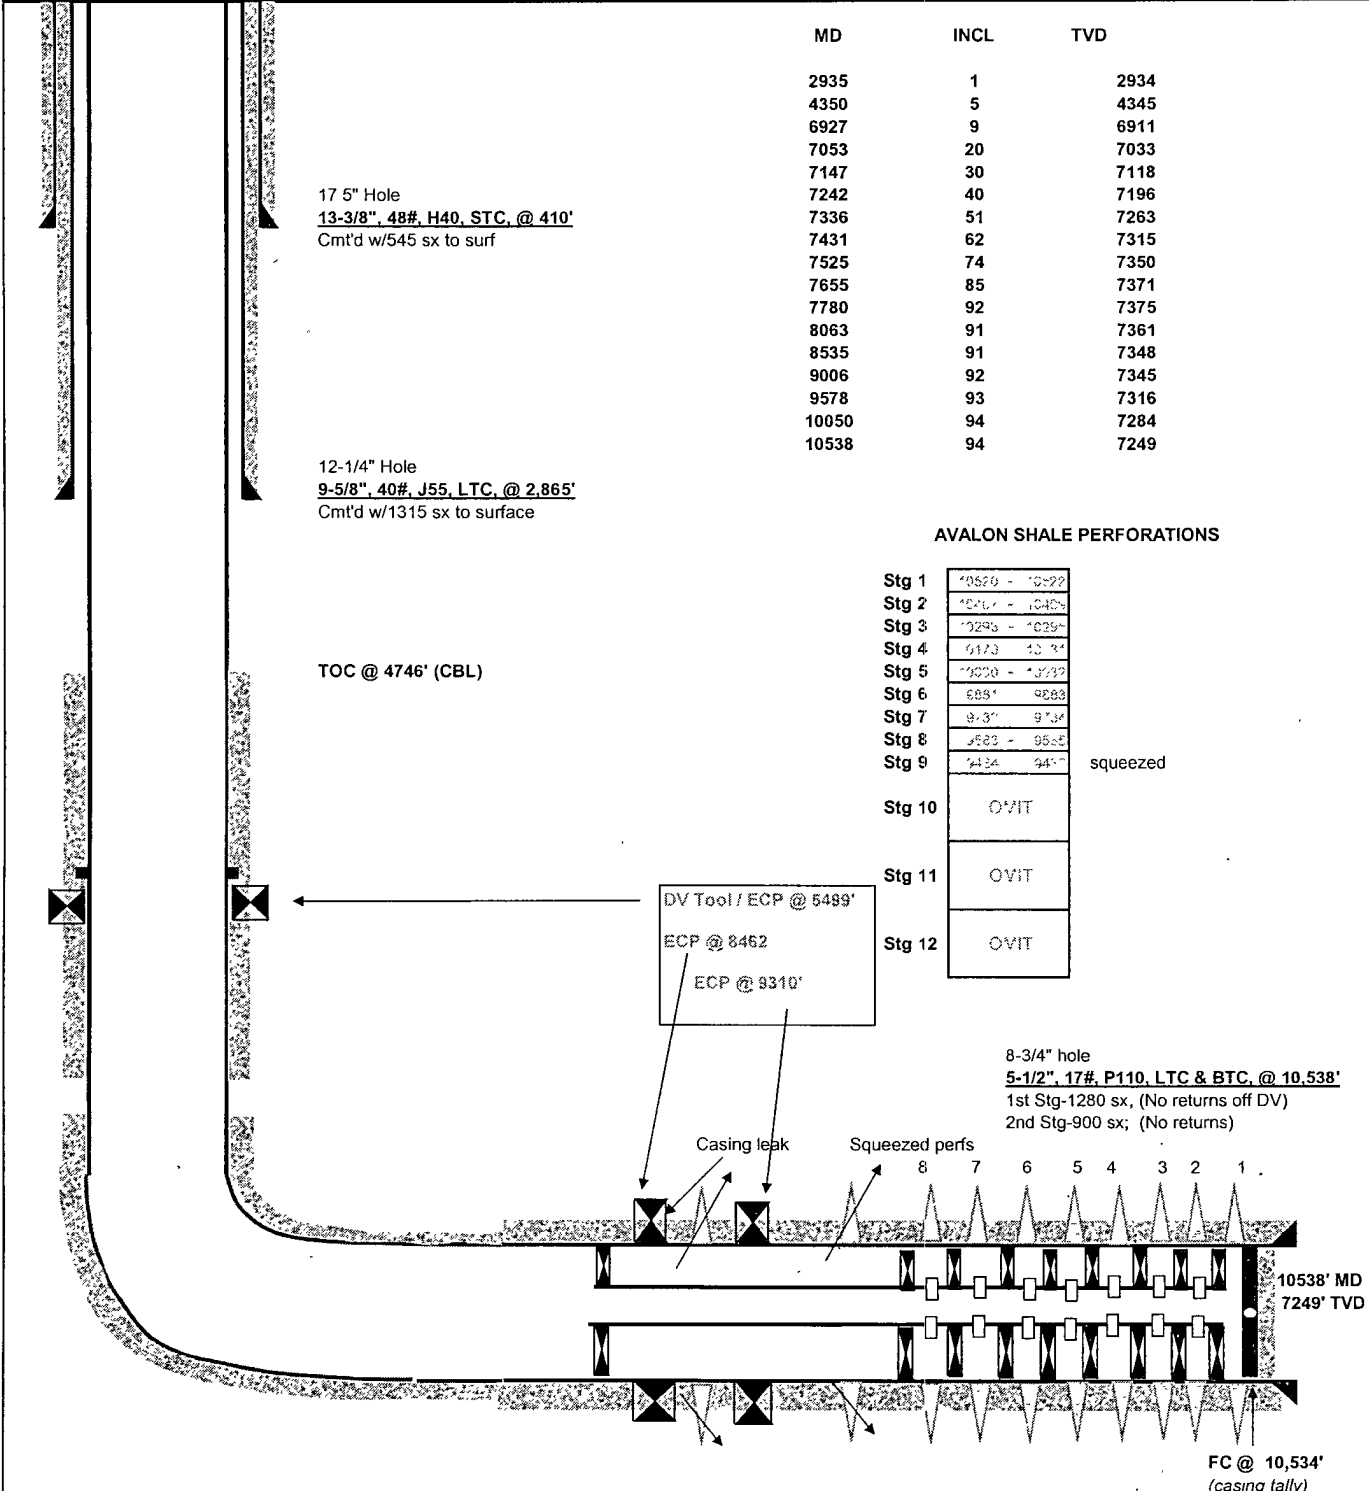 MD INCL TVD
2935 1 2934
4350 5 4345
6927 9 6911
7053 20 7033
7147 30 7118
7242 40 7196
7336 51 7263
7431 62 7315
7525 74 7350
7655 85 7371
7780 92 7375
8063 91 7361
8535 91 7348
9006 92 7345
9578 93 7316
10050 94 7284
10538 94 7249
17 5" Hole
13-3/8", 48#, H40, STC, @ 410'
Cmt'd w/545 sx to surf
12-1/4" Hole
9-5/8", 40#, J55, LTC, @ 2,865'
Cmt'd w/1315 sx to surface
TOC @ 4746' (CBL)
AVALON SHALE PERFORATIONS
Stg 1 10520 - 10522
Stg 2
Stg 3
Stg 4
Stg 5
Stg 6 9883
Stg 7
Stg 8
Stg 9 squeezed
Stg 10 OMIT
Stg 11 OMIT
Stg 12 OMIT
DV Tool / ECP @ 5499'
ECP @ 8462
ECP @ 9310'
8-3/4" hole
5-1/2", 17#, P110, LTC & BTC, @ 10,538'
1st Stg-1280 sx, (No returns off DV)
2nd Stg-900 sx; (No returns)
Casing leak
Squeezed perfs
8 7 6 5 4 3 2 1
10538' MD
7249' TVD
FC @ 10,534'
(casing tally)